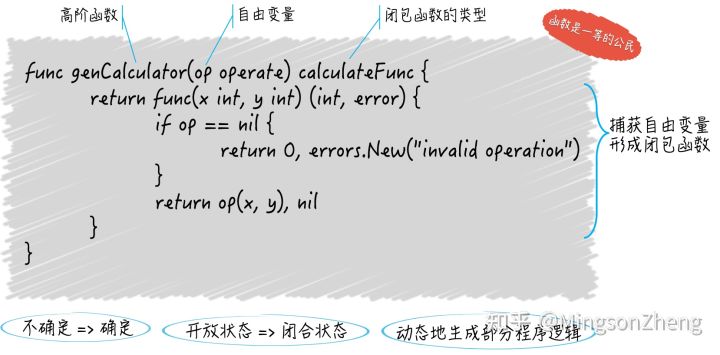 高阶函数 自由变量 闭包函数的类型 函数是一等的公民
func genCalculator(op operate) calculateFunc {
return func(x int, y int) (int, error) {
if op == nil {
return 0, errors.New("invalid operation")
}
return op(x, y), nil
}
}
捕获自由变量
形成闭包函数
不确定 => 确定 开放状态 => 闭合状态 动态地生成部分程序逻辑
知乎 @MingsonZheng